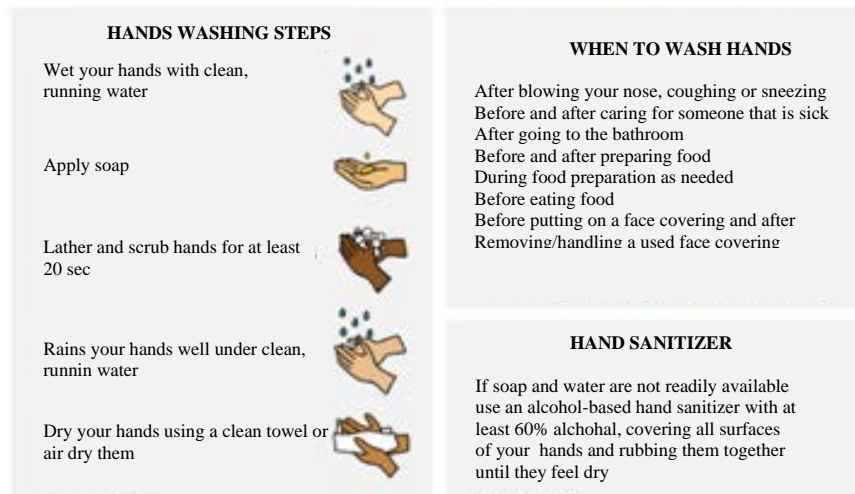 HANDS WASHING STEPS
Wet your hands with clean,
running water
Apply soap
Lather and scrub hands for at least
20 sec
Rains your hands well under clean,
runnin water
Dry your hands using a clean towel or
air dry them
WHEN TO WASH HANDS
After blowing your nose, coughing or sneezing
Before and after caring for someone that is sick
After going to the bathroom
Before and after preparing food
During food preparation as needed
Before eating food
Before putting on a face covering and after
Removing/handling a used face covering
HAND SANITIZER
If soap and water are not readily available
use an alcohol-based hand sanitizer with at
least 60% alchohal, covering all surfaces
of your hands and rubbing them together
until they feel dry